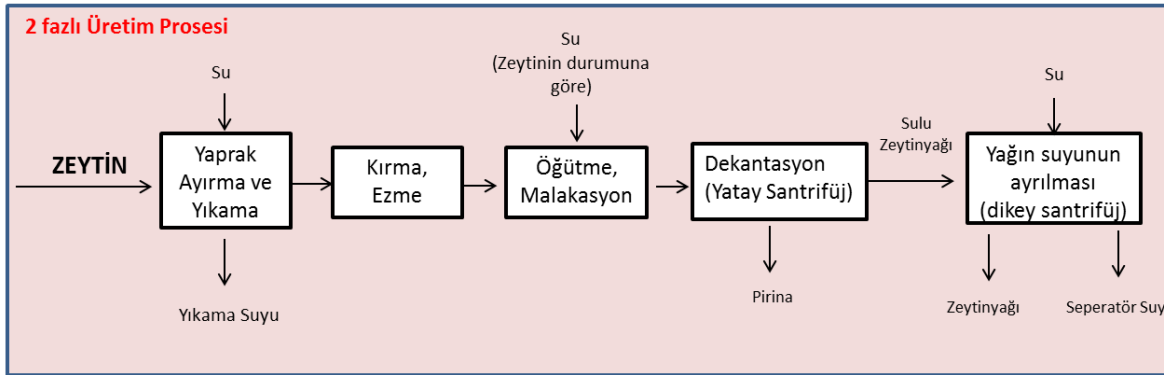 2 fazlı Üretim Prosesi
Su
(Zeytinin durumuna
göre)
Su
Su
Sulu
Zeytinyağı
ZEYTİN
Yaprak
Ayırma ve
Yıkama
Kırma,
Ezme
Öğütme,
Malakasyon
Dekantasyon
(Yatay Santrifüj)
Yağın suyunun
ayrılması
(dikey santrifüj)
Yıkama Suyu
Pirina
Zeytinyağı
Seperatör Suy